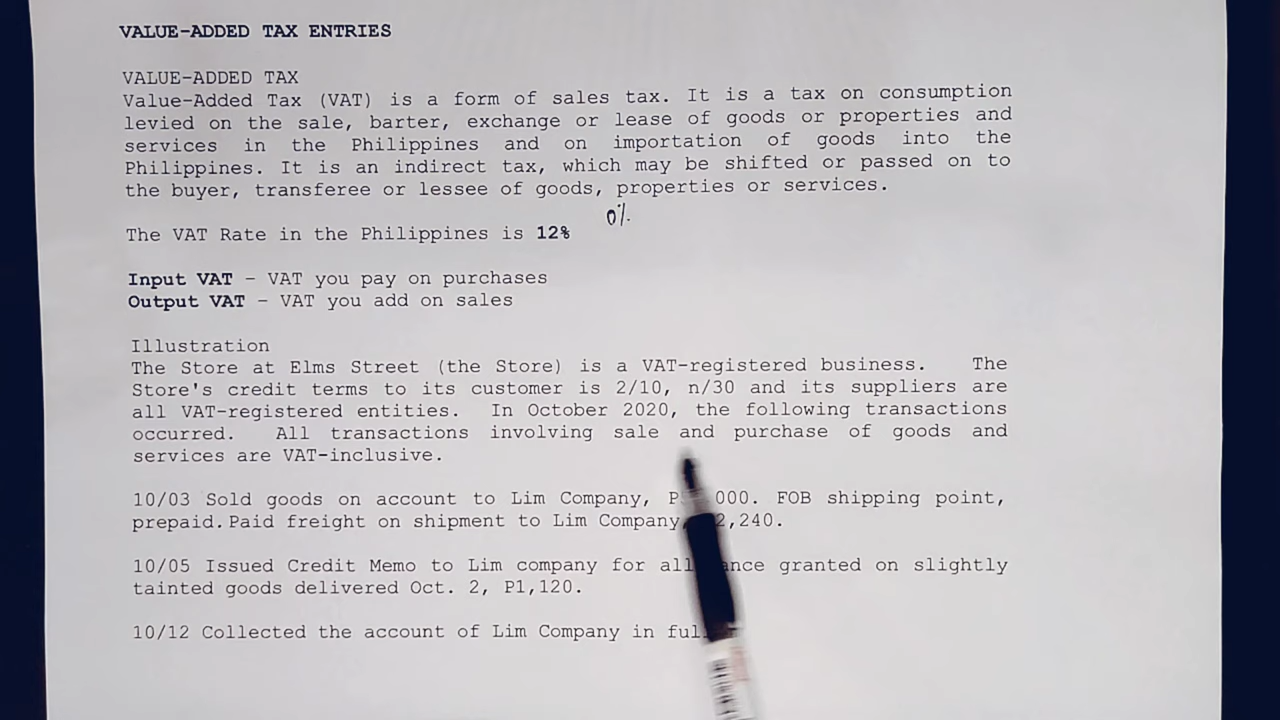 VALUE-ADDED TAX ENTRIES
VALUE-ADDED TAX
Value-Added Tax (VAT) is a form of sales tax. It is a tax on consumption
levied on the sale, barter, exchange or lease of goods or properties and
services in the Philippines and on importation of goods into the
Philippines. It is an indirect tax, which may be shifted or passed on to
the buyer, transferee or lessee of goods, properties or services.
0%
The VAT Rate in the Philippines is 12%
Input VAT – VAT you pay on purchases
Output VAT – VAT you add on sales
Illustration
The Store at Elms Street (the Store) is a VAT-registered business. The
Store's credit terms to its customer is 2/10, n/30 and its suppliers are
all VAT-registered entities. In October 2020, the following transactions
occurred. All transactions involving sale and purchase of goods and
services are VAT-inclusive.
10/03 Sold goods on account to Lim Company, FOB shipping point,
prepaid. Paid freight on shipment to Lim Company, 2,240.
10/05 Issued Credit Memo to Lim company for granted on slightly
tainted goods delivered Oct. 2, P1,120.
10/12 Collected the account of Lim Company in